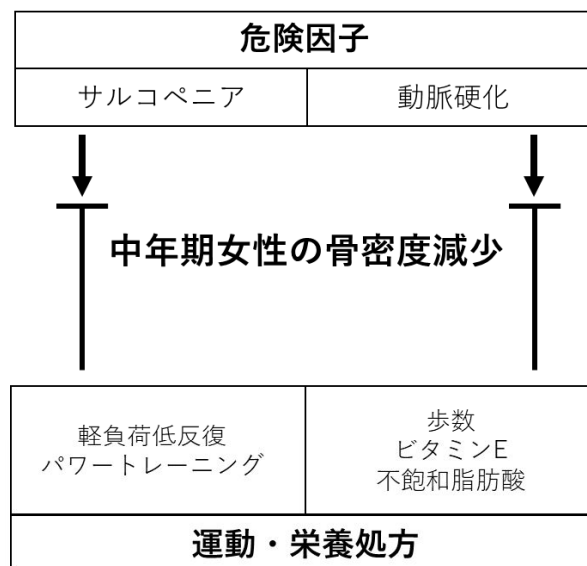 危険因子
サルコペニア
動脈硬化
中年期女性の骨密度減少
軽負荷低反復
パワートレーニング
歩数
ビタミンE
不飽和脂肪酸
運動・栄養処方